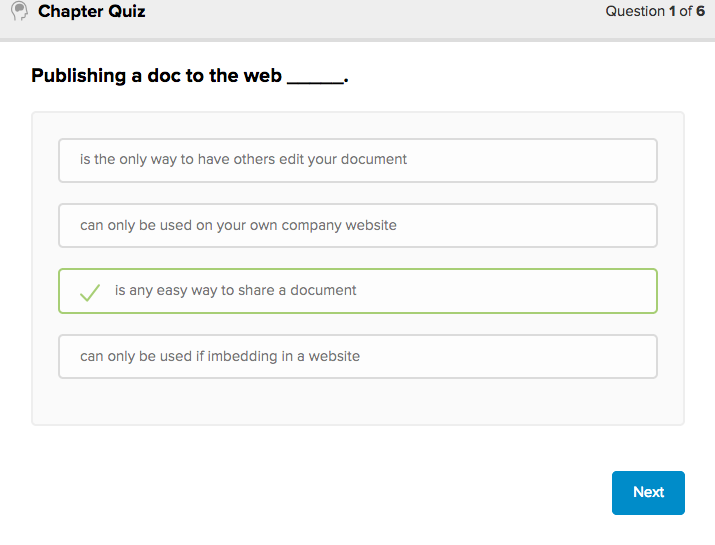 Chapter Quiz
Question 1 of 6
Publishing a doc to the web _____.
is the only way to have others edit your document
can only be used on your own company website
is any easy way to share a document
can only be used if imbedding in a website
Next